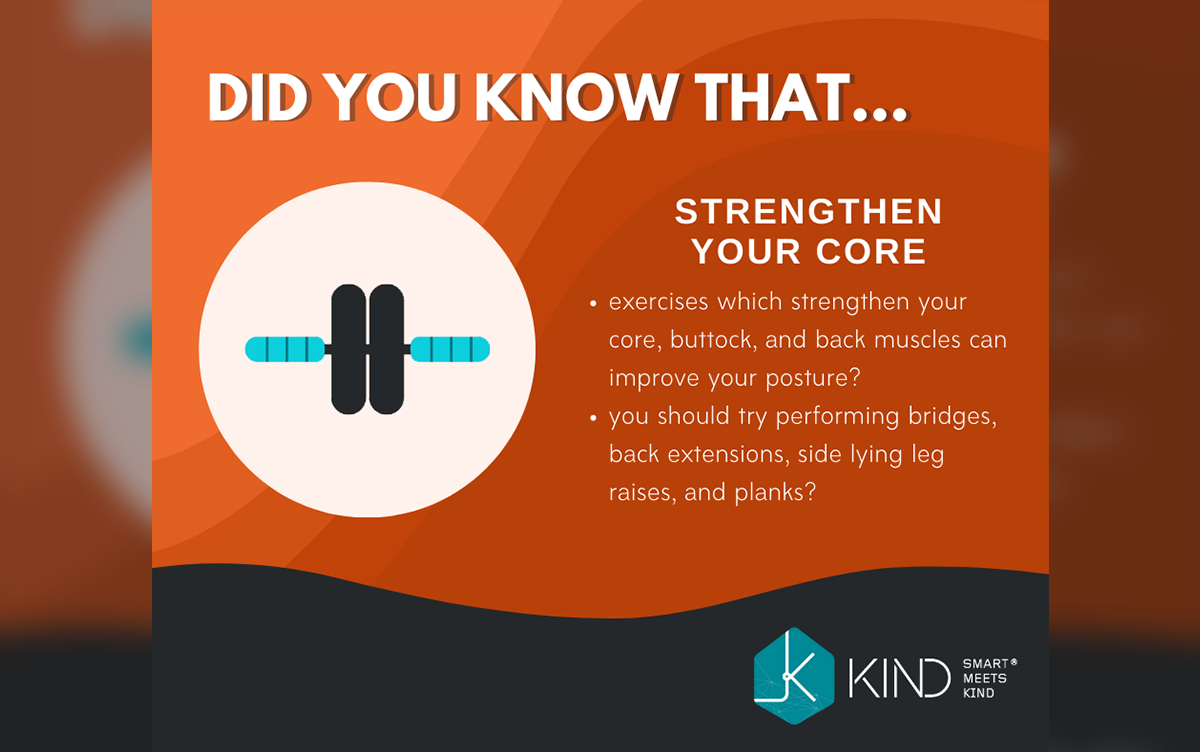 DID YOU KNOW THAT...
STRENGTHEN
YOUR CORE
• exercises which strengthen your
core, buttock, and back muscles can
improve your posture?
• you should try performing bridges,
back extensions, side lying leg
raises, and planks?
KIND
SMART®
MEETS
KIND